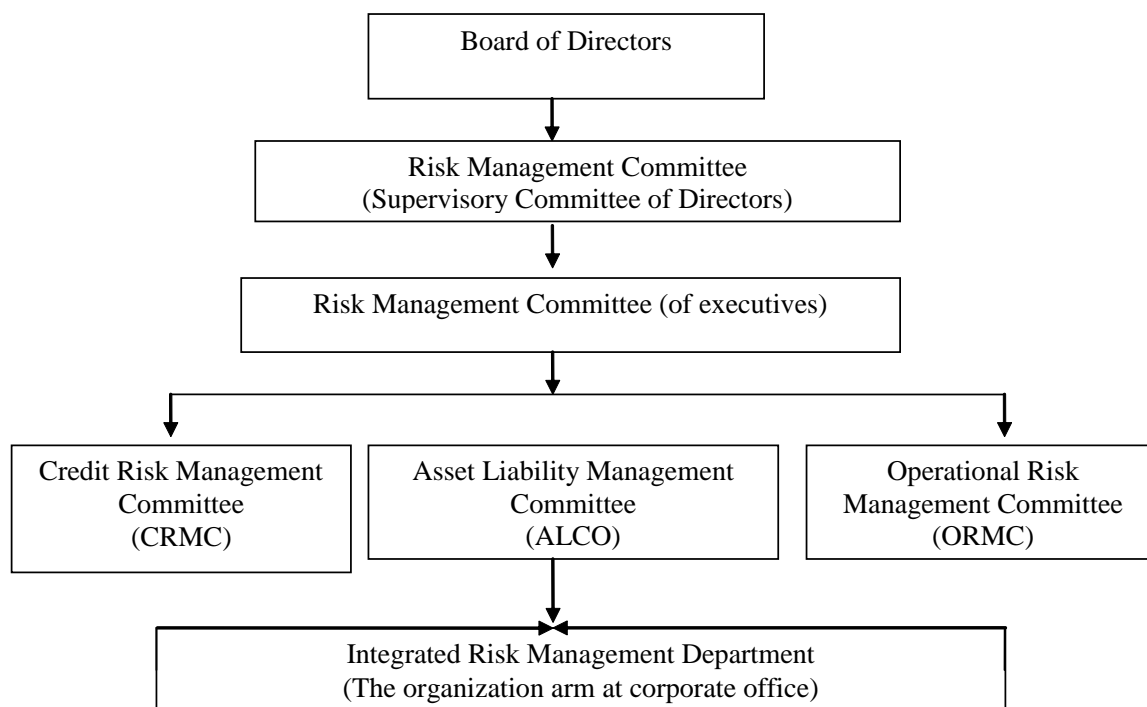 Board of Directors
Risk Management Committee
(Supervisory Committee of Directors)
Risk Management Committee (of executives)
Credit Risk Management
Committee
(CRMC)
Asset Liability Management
Committee
(ALCO)
Operational Risk
Management Committee
(ORMC)
Integrated Risk Management Department
(The organization arm at corporate office)